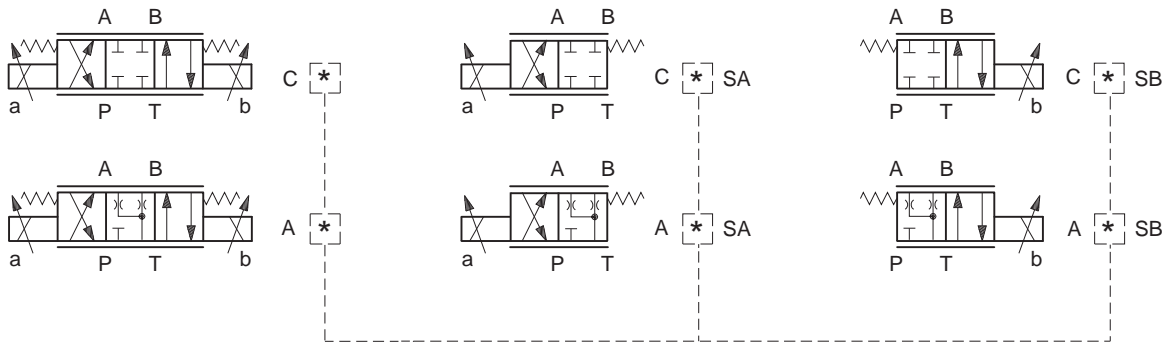 A B A B A B
C * C * SA C * SB
a P T b a P T P T b
A B A B A B
A * A * SA A * SB
a P T b a P T P T b